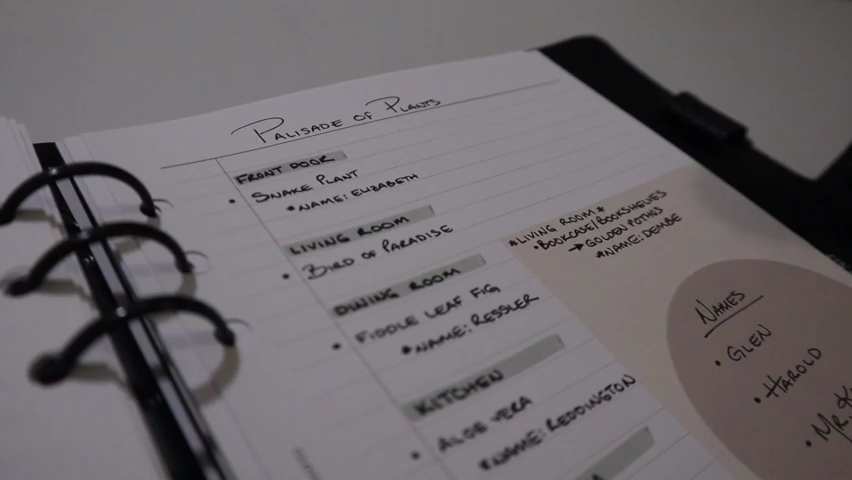 Palisade of Plants
FRONT DOOR
• SNAKE PLANT
*NAME: ELIZABETH
LIVING ROOM
• BIRD OF PARADISE
DINING ROOM
• FIDDLE LEAF FIG
*NAME: RESSLER
KITCHEN
• ALOE VERA
*NAME: REDDINGTON
*LIVING ROOM*
• BOOKCASE/BOOKSHELVES
→ GOLDEN POTHOS
*NAME: DEMBE
NAMES
• GLEN
• HAROLD
• MR.